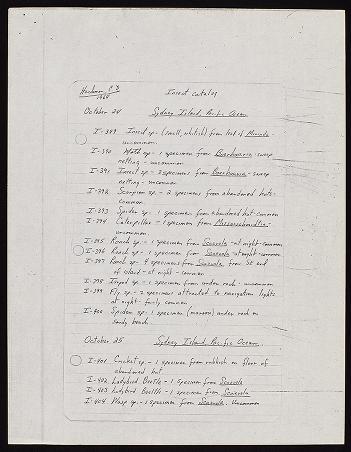 Hackman, C D
1965
Insect catalog
October 24 Sydney Island, Pacific Ocean
I-389 Insect sp. - (small, whitish) from leaf of Morinda -
uncommon.
I-390 Moth sp - 1 specimen from Boerhaavia - sweep
netting - uncommon
I-391 Insect sp - 3 specimens from Boerhaavia - sweep
netting - uncommon
I-392 Scorpion sp. - 2 specimens from abandoned huts -
common
I-393 Spider sp. - 1 specimen from abandoned hut - common
I-394 Caterpillar - 1 specimen from Messerschmidtia -
uncommon.
I-395 Roach sp - 1 specimen from Scaevola - at night - common
I-396 Roach sp. - 1 specimen from Scaevola - at night - common
I-397 Roach sp - 4 specimens from Scaevola from SE end
of island - at night - common
I-398 Isopod sp. - 1 specimen from under rock - uncommon
I-399 Fly sp. - 2 specimens attracted to navigation lights
at night - fairly common
I-400 Spider sp. - 1 specimen under rock on
sandy beach
October 25 Sydney Island, Pacific Ocean
I-401 Cricket sp. - 1 specimen from rubbish on floor of
abandoned hut
I-402 Ladybird Beetle - 1 specimen from Scaevola
I-403 Ladybird Beetle - 1 specimen from Scaevola
I-404 Wasp sp. - 1 specimen from Scaevola. Uncommon